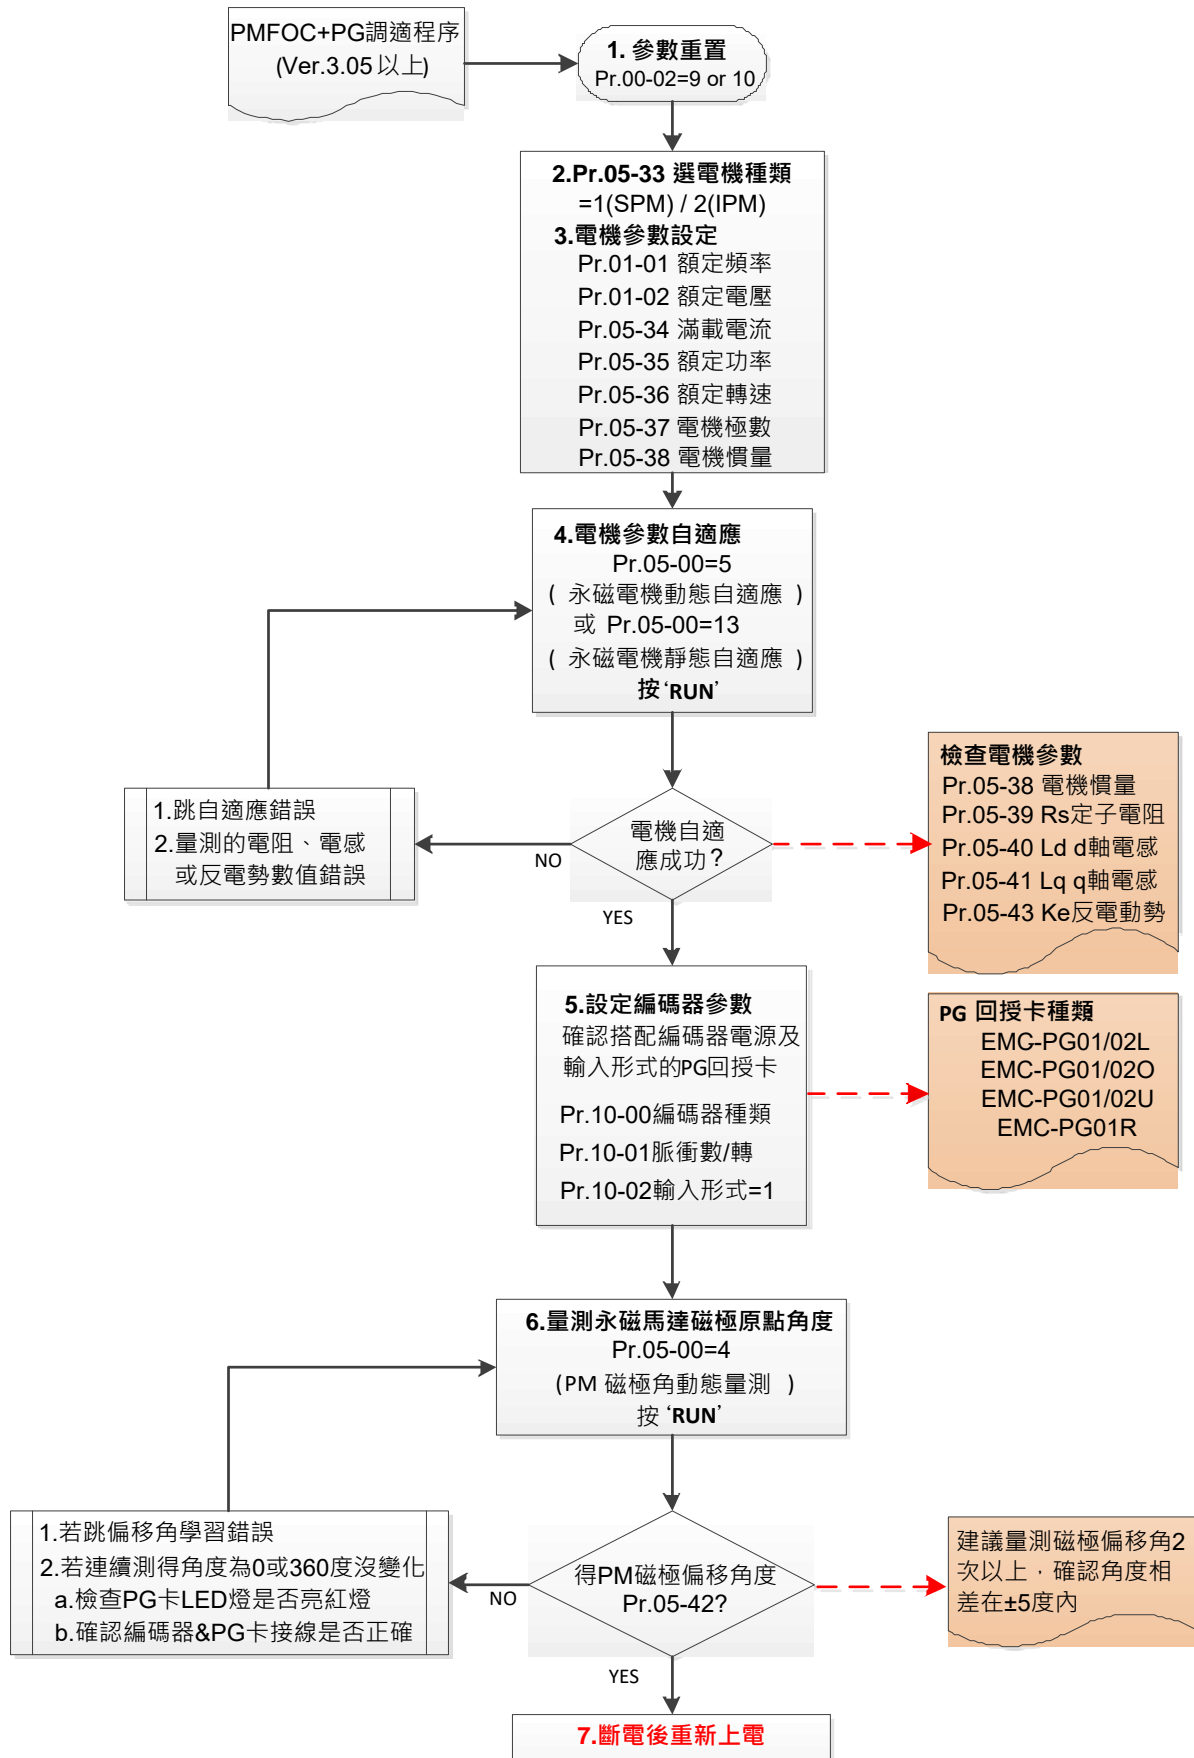 PMFOC+PG調適程序
(Ver.3.05以上)
1. 參數重置
Pr.00-02=9 or 10
2.Pr.05-33 選電機種類
=1(SPM) / 2(IPM)
3.電機參數設定
Pr.01-01 額定頻率
Pr.01-02 額定電壓
Pr.05-34 滿載電流
Pr.05-35 額定功率
Pr.05-36 額定轉速
Pr.05-37 電機極數
Pr.05-38 電機慣量
4.電機參數自適應
Pr.05-00=5
( 永磁電機動態自適應 )
或 Pr.05-00=13
( 永磁電機靜態自適應 )
按‘RUN’
電機自適
應成功?
NO
YES
1.跳自適應錯誤
2.量測的電阻、電感
或反電勢數值錯誤
檢查電機參數
Pr.05-38 電機慣量
Pr.05-39 Rs定子電阻
Pr.05-40 Ld d軸電感
Pr.05-41 Lq q軸電感
Pr.05-43 Ke反電動勢
5.設定編碼器參數
確認搭配編碼器電源及
輸入形式的PG回授卡
Pr.10-00編碼器種類
Pr.10-01脈衝數/轉
Pr.10-02輸入形式=1
PG 回授卡種類
EMC-PG01/02L
EMC-PG01/02O
EMC-PG01/02U
EMC-PG01R
6.量測永磁馬達磁極原點角度
Pr.05-00=4
(PM 磁極角動態量測 )
按 ‘RUN’
得PM磁極偏移角度
Pr.05-42?
NO
YES
1.若跳偏移角學習錯誤
2.若連續測得角度為0或360度沒變化
a.檢查PG卡LED燈是否亮紅燈
b.確認編碼器&PG卡接線是否正確
建議量測磁極偏移角2
次以上，確認角度相
差在±5度內
7.斷電後重新上電